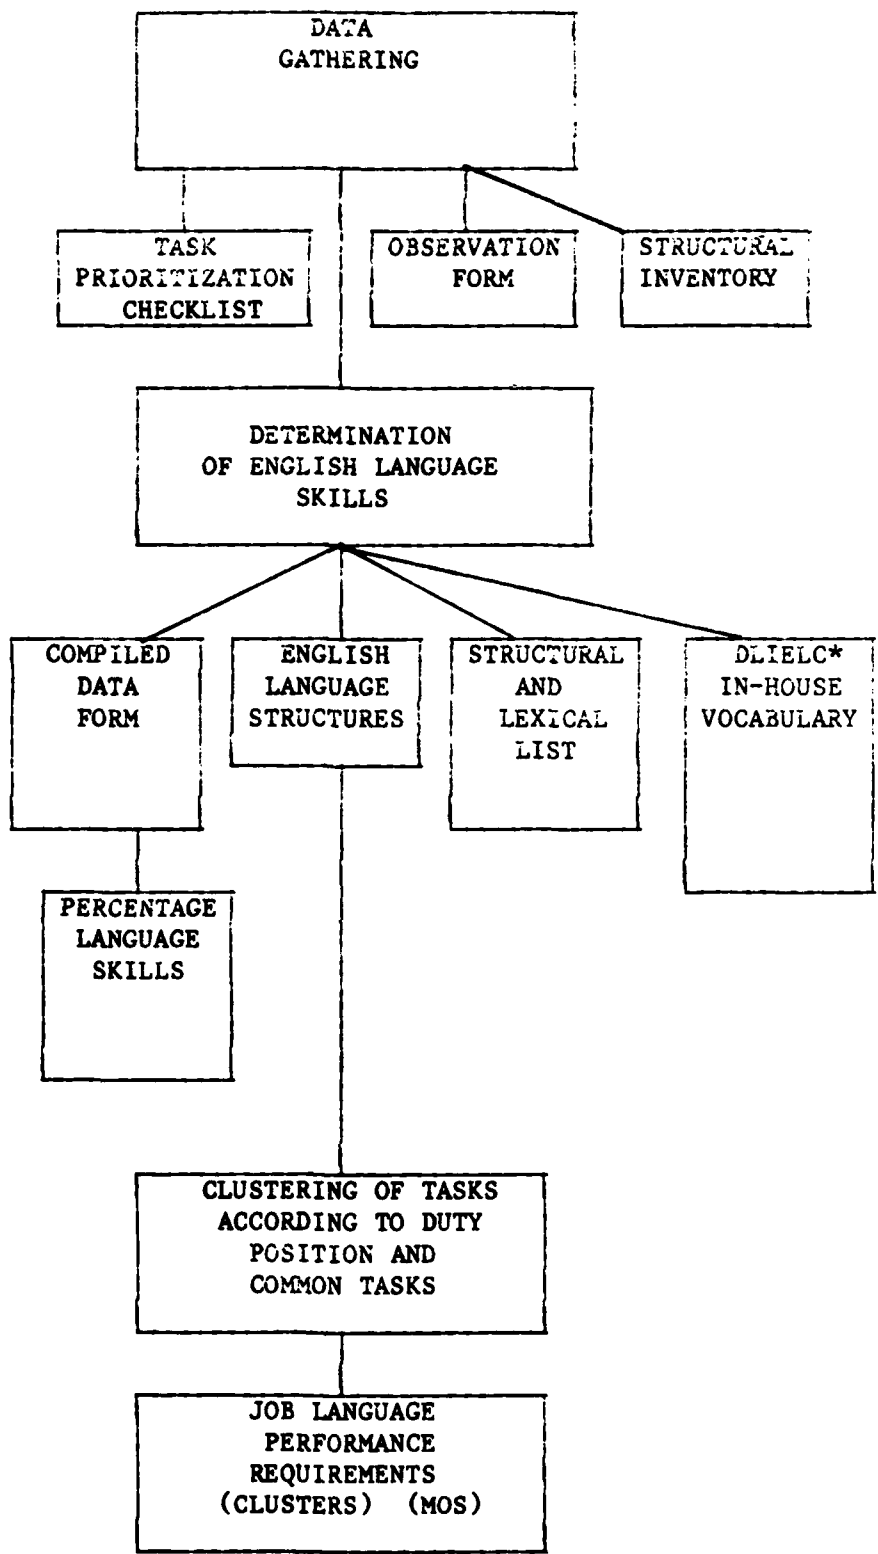 DATA
GATHERING
TASK
PRIORITIZATION
CHECKLIST
OBSERVATION
FORM
STRUCTURAL
INVENTORY
DETERMINATION
OF ENGLISH LANGUAGE
SKILLS
COMPILED
DATA
FORM
ENGLISH
LANGUAGE
STRUCTURES
STRUCTURAL
AND
LEXICAL
LIST
DLIELC*
IN-HOUSE
VOCABULARY
PERCENTAGE
LANGUAGE
SKILLS
CLUSTERING OF TASKS
ACCORDING TO DUTY
POSITION AND
COMMON TASKS
JOB LANGUAGE
PERFORMANCE
REQUIREMENTS
(CLUSTERS) (MOS)